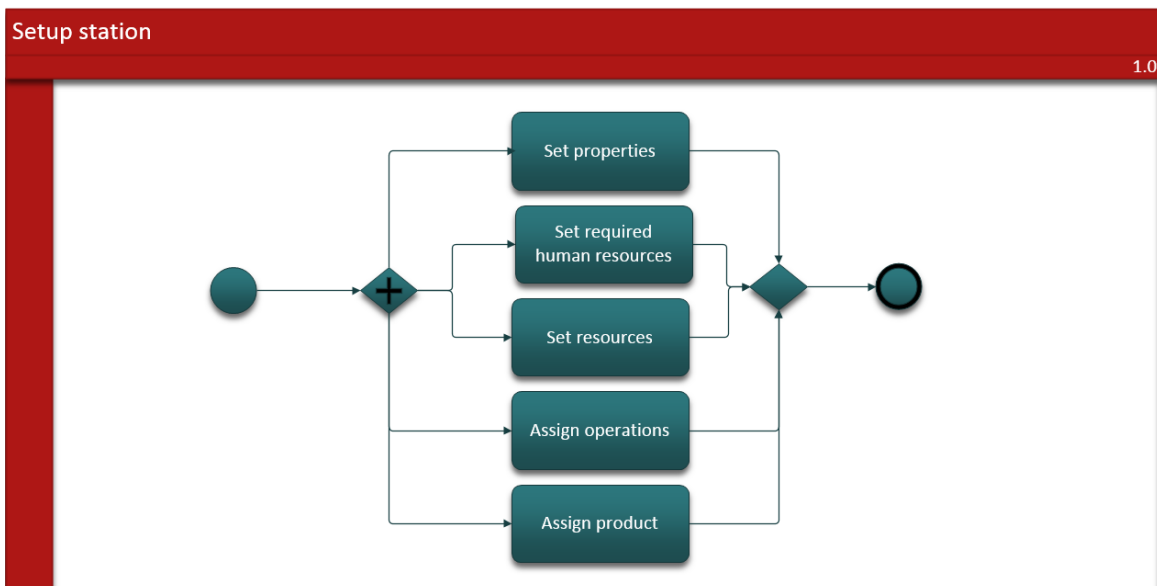 Setup station
1.0
Set properties
Set required
human resources
Set resources
Assign operations
Assign product